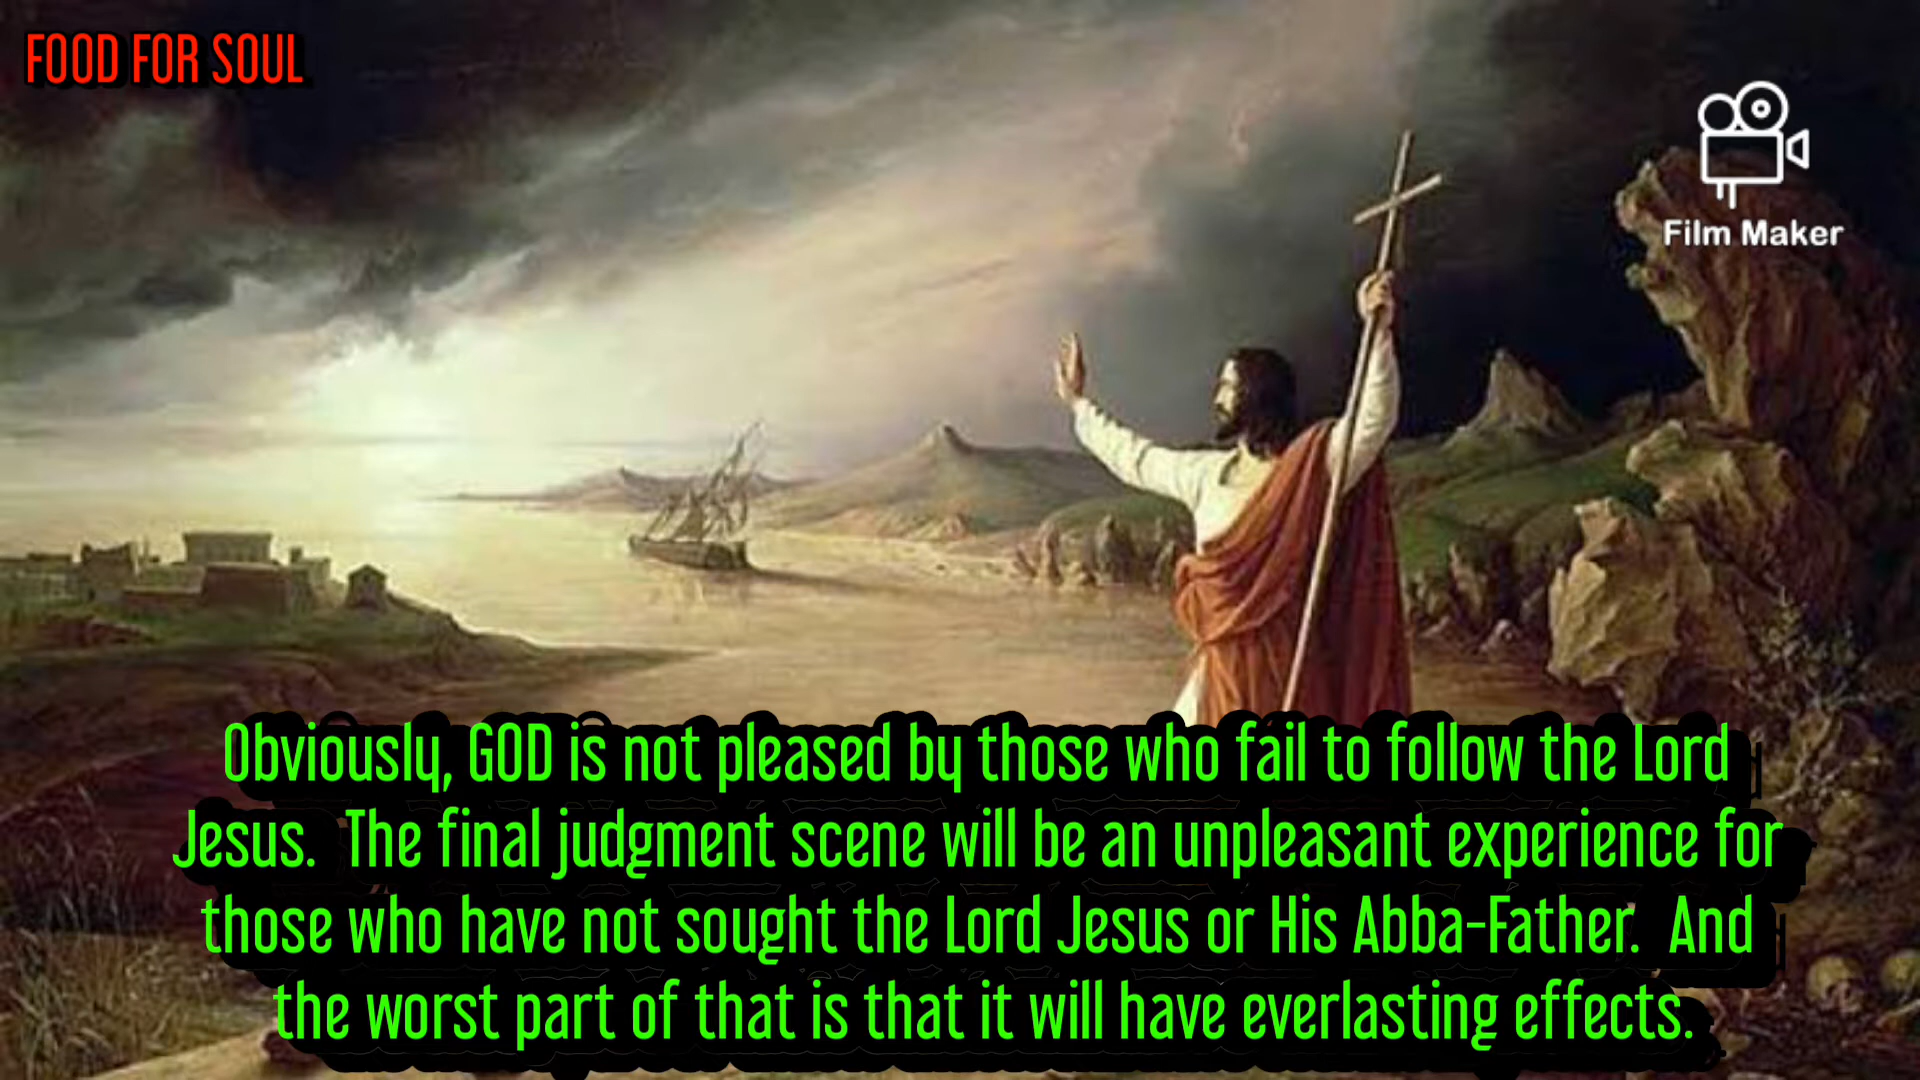 FOOD FOR SOUL
Film Maker
Obviously, GOD is not pleased by those who fail to follow the Lord
Jesus.  The final judgment scene will be an unpleasant experience for
those who have not sought the Lord Jesus or His Abba-Father.  And
the worst part of that is that it will have everlasting effects.